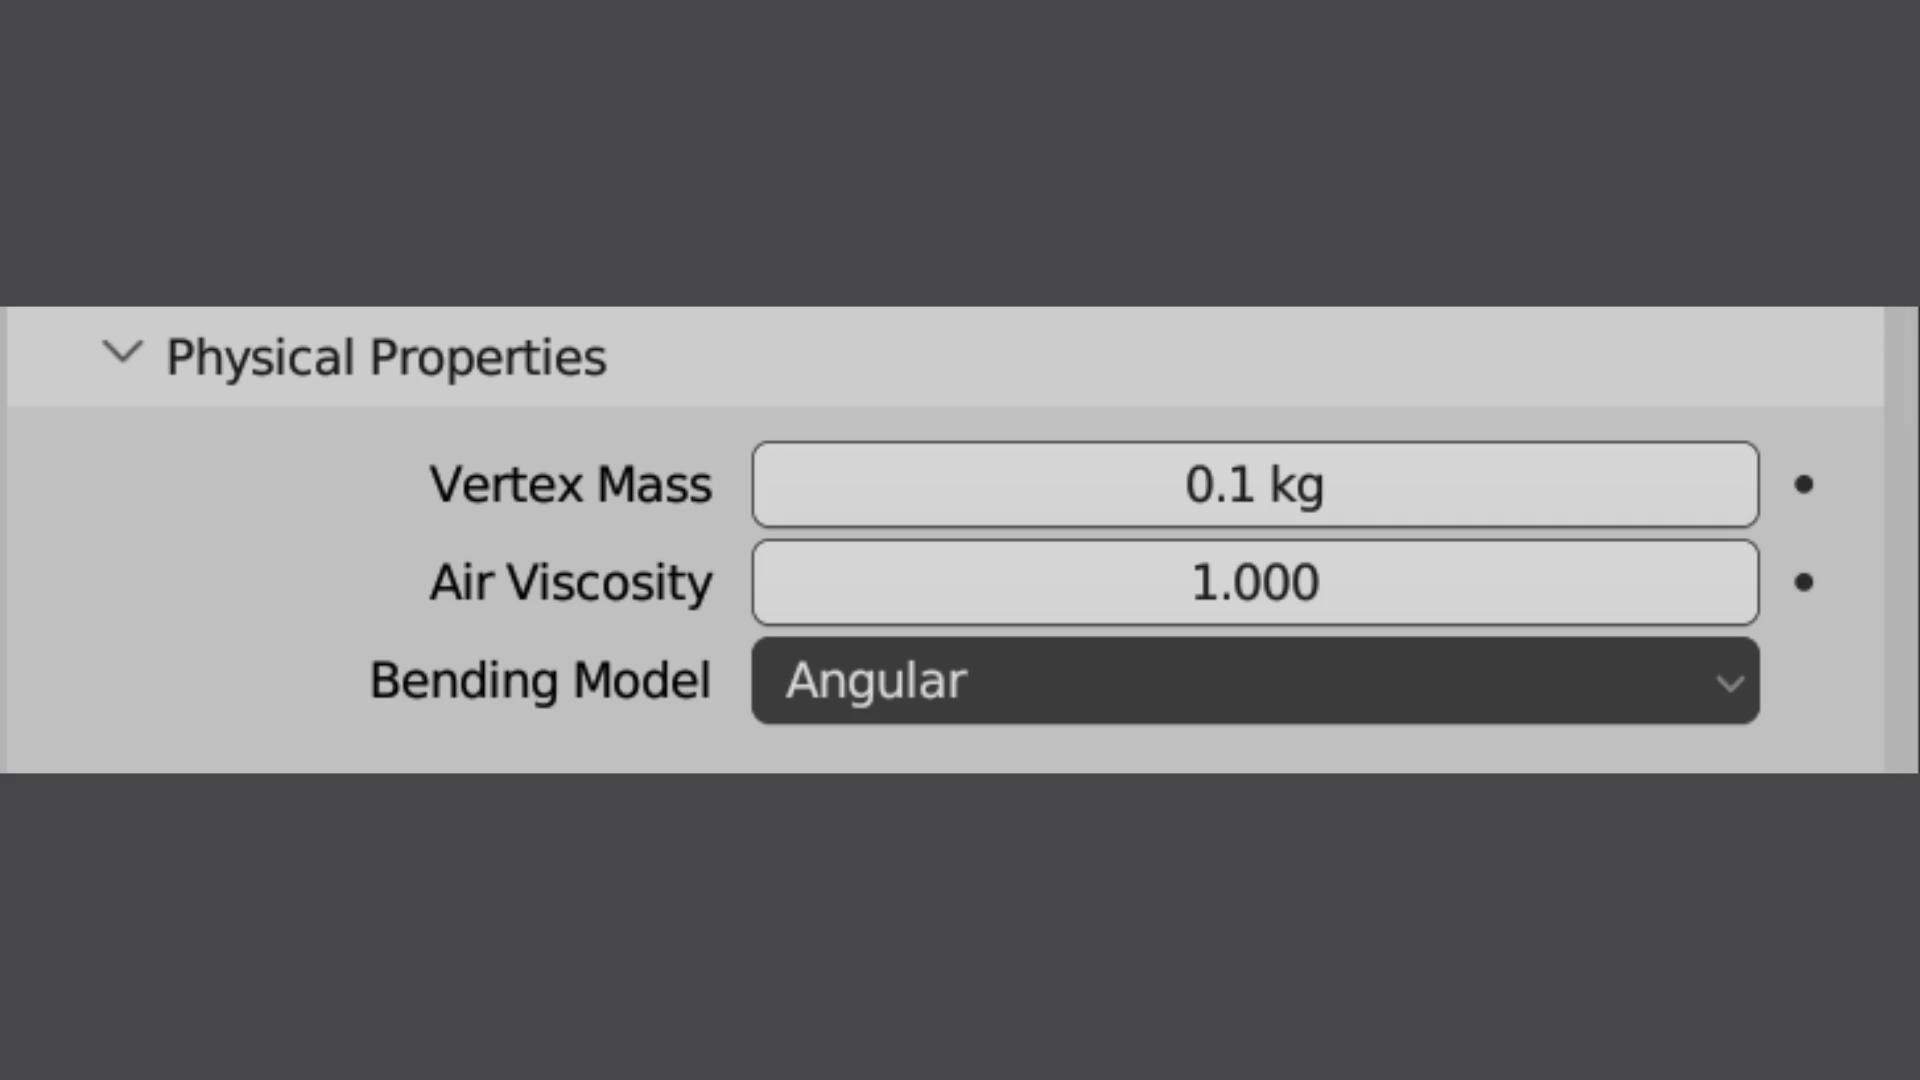 Physical Properties
Vertex Mass 0.1 kg
Air Viscosity 1.000
Bending Model Angular